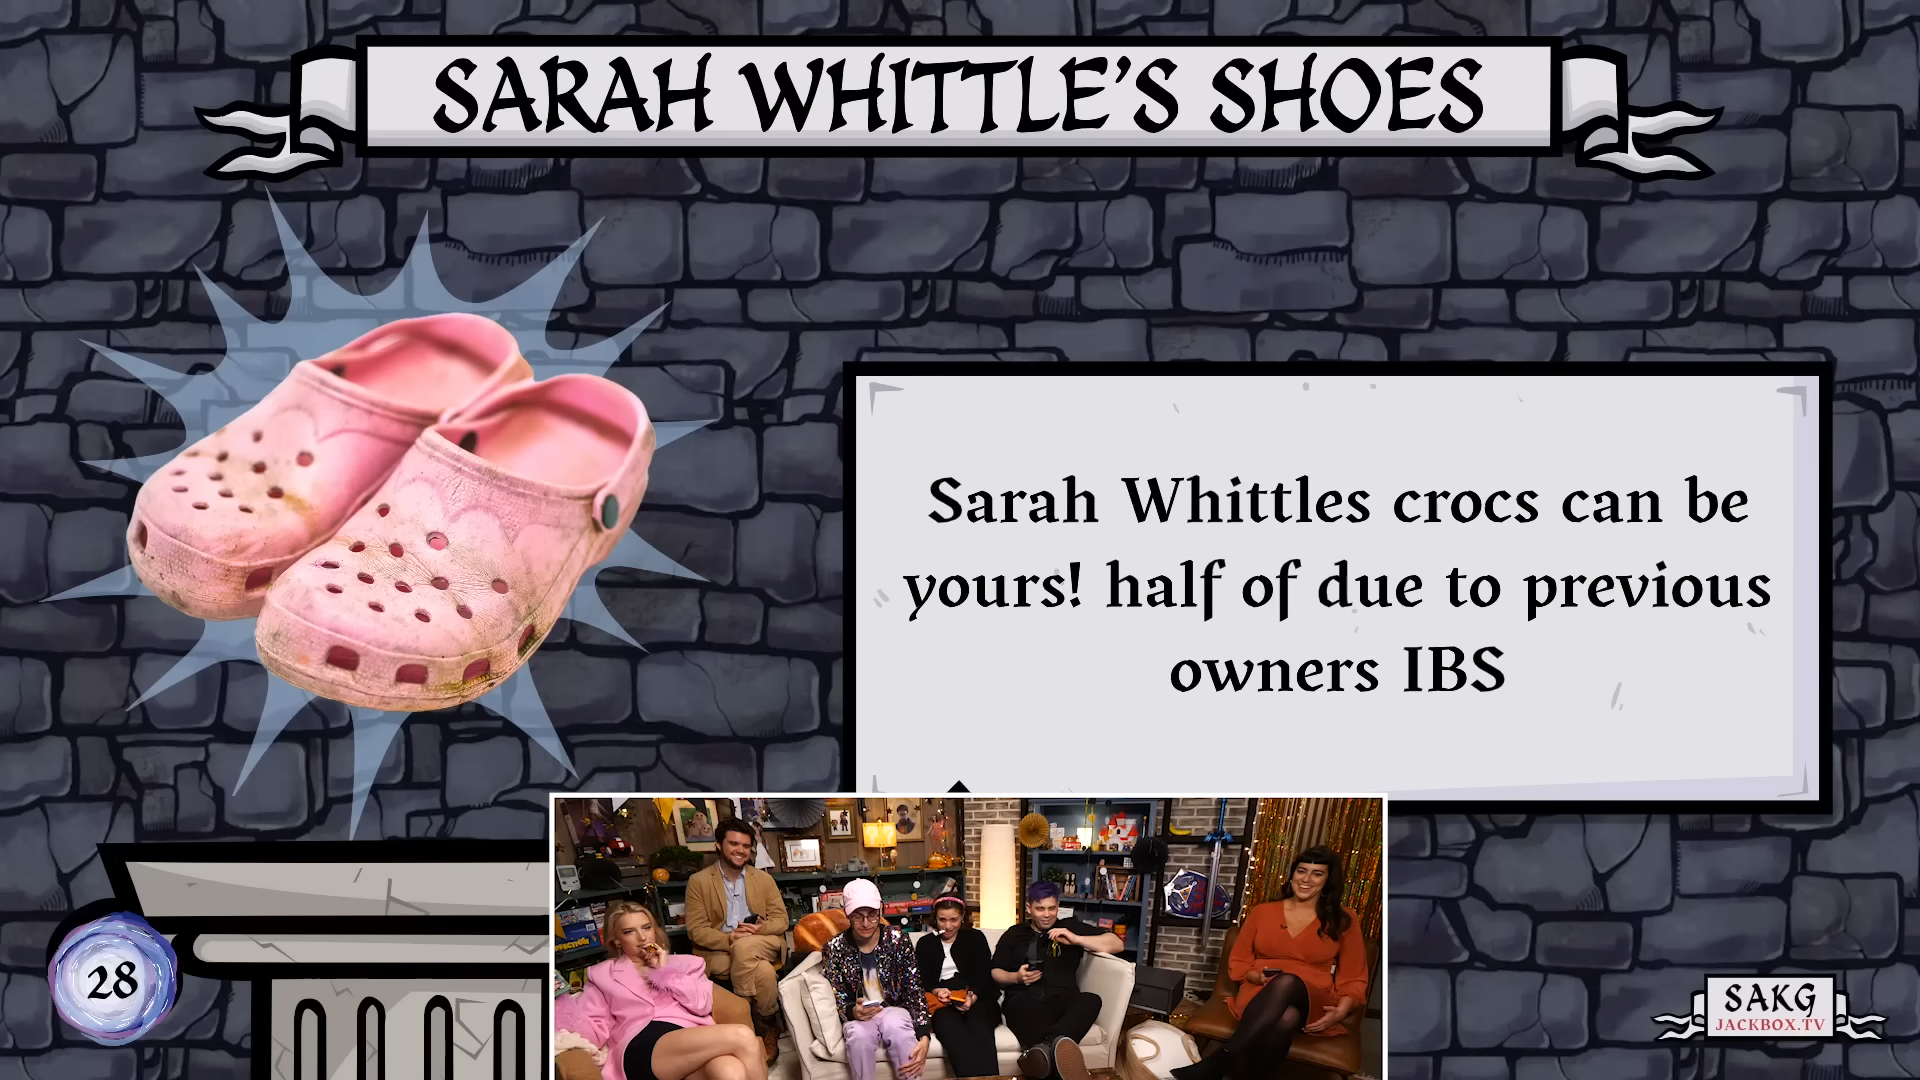 SARAH WHITTLE'S SHOES
Sarah Whittles crocs can be
yours! half of due to previous
owners IBS
28
SAKG
JACKBOX.TV